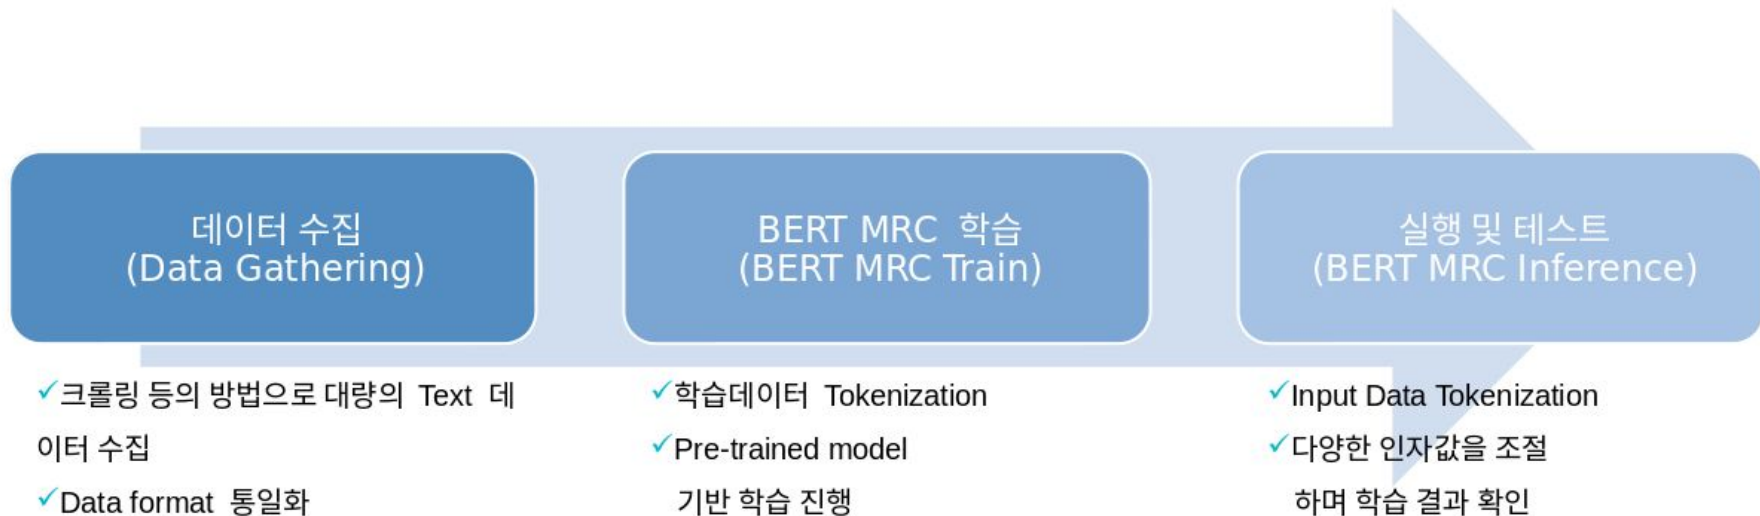 데이터 수집
(Data Gathering)
✓크롤링 등의 방법으로 대량의 Text 데
이터 수집
✓Data format 통일화
BERT MRC 학습
(BERT MRC Train)
✓학습데이터 Tokenization
✓Pre-trained model
기반 학습 진행
실행 및 테스트
(BERT MRC Inference)
✓Input Data Tokenization
✓다양한 인자값을 조절
하며 학습 결과 확인